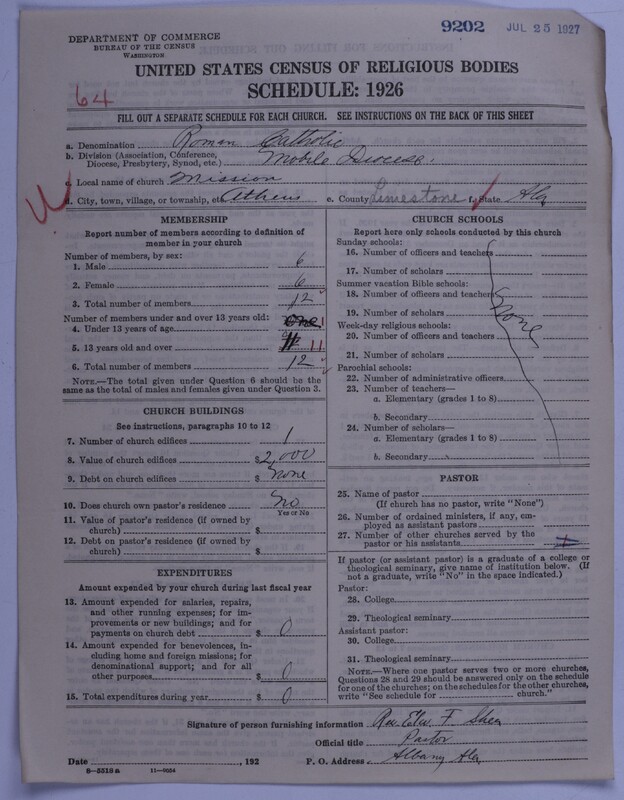 9202 JUL 25 1927
DEPARTMENT OF COMMERCE
BUREAU OF THE CENSUS
WASHINGTON
UNITED STATES CENSUS OF RELIGIOUS BODIES
SCHEDULE: 1926
64
FILL OUT A SEPARATE SCHEDULE FOR EACH CHURCH. SEE INSTRUCTIONS ON THE BACK OF THIS SHEET
a. Denomination Roman Catholic
b. Division (Association, Conference,
Diocese, Presbytery, Synod, etc.) Mobile Diocese.
c. Local name of church Mission
d. City, town, village, or township, etc. Athens e. County Limestone f. State Ala
MEMBERSHIP
Report number of members according to definition of
member in your church
Number of members, by sex:
1. Male 6
2. Female 6
3. Total number of members 12
Number of members under and over 13 years old:
4. Under 13 years of age 1
5. 13 years old and over 11
6. Total number of members 12
NOTE.—The total given under Question 6 should be the
same as the total of males and females given under Question 3.
CHURCH BUILDINGS
See instructions, paragraphs 10 to 12
7. Number of church edifices 1
8. Value of church edifices $2,000
9. Debt on church edifices $ None
10. Does church own pastor's residence No
Yes or No
11. Value of pastor's residence (if owned by
church) $
12. Debt on pastor's residence (if owned by
church) $
EXPENDITURES
Amount expended by your church during last fiscal year
13. Amount expended for salaries, repairs,
and other running expenses; for im-
provements or new buildings; and for
payments on church debt $ 0
14. Amount expended for benevolences, in-
cluding home and foreign missions; for
denominational support; and for all
other purposes $ 0
15. Total expenditures during year $ 0
CHURCH SCHOOLS
Report here only schools conducted by this church
Sunday schools:
16. Number of officers and teachers
17. Number of scholars
Summer vacation Bible schools:
18. Number of officers and teachers
19. Number of scholars None
Week-day religious schools:
20. Number of officers and teachers
21. Number of scholars
Parochial schools:
22. Number of administrative officers
23. Number of teachers—
a. Elementary (grades 1 to 8)
b. Secondary
24. Number of scholars—
a. Elementary (grades 1 to 8)
b. Secondary
PASTOR
25. Name of pastor
(If church has no pastor, write "None")
26. Number of ordained ministers, if any, em-
ployed as assistant pastors
27. Number of other churches served by the
pastor or his assistants
If pastor (or assistant pastor) is a graduate of a college or
theological seminary, give name of institution below. (If
not a graduate, write "No" in the space indicated.)
Pastor:
28. College
29. Theological seminary
Assistant pastor:
30. College
31. Theological seminary
NOTE.—Where one pastor serves two or more churches,
Questions 28 and 29 should be answered only on the schedule
for one of the churches; on the schedules for the other churches,
write "See schedule for church."
Signature of person furnishing information Rev. Edw. F. Shea
Official title Pastor
Date , 192 P. O. Address Albany Ala
8—5518a 11—9034